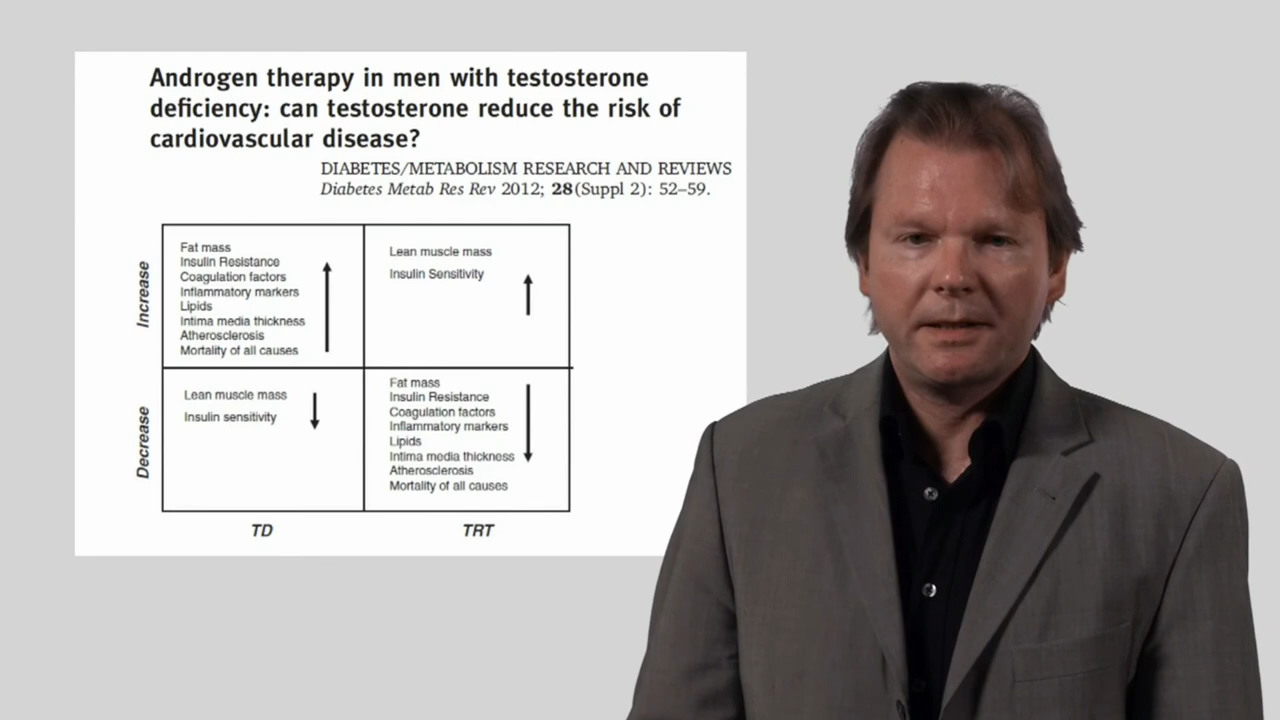 Androgen therapy in men with testosterone
deficiency: can testosterone reduce the risk of
cardiovascular disease?
DIABETES/METABOLISM RESEARCH AND REVIEWS
Diabetes Metab Res Rev 2012; 28(Suppl 2): 52–59.
Increase
Fat mass
Insulin Resistance
Coagulation factors
Inflammatory markers
Lipids
Intima media thickness
Atherosclerosis
Mortality of all causes
Lean muscle mass
Insulin Sensitivity
Decrease
Lean muscle mass
Insulin sensitivity
Fat mass
Insulin Resistance
Coagulation factors
Inflammatory markers
Lipids
Intima media thickness
Atherosclerosis
Mortality of all causes
TD
TRT